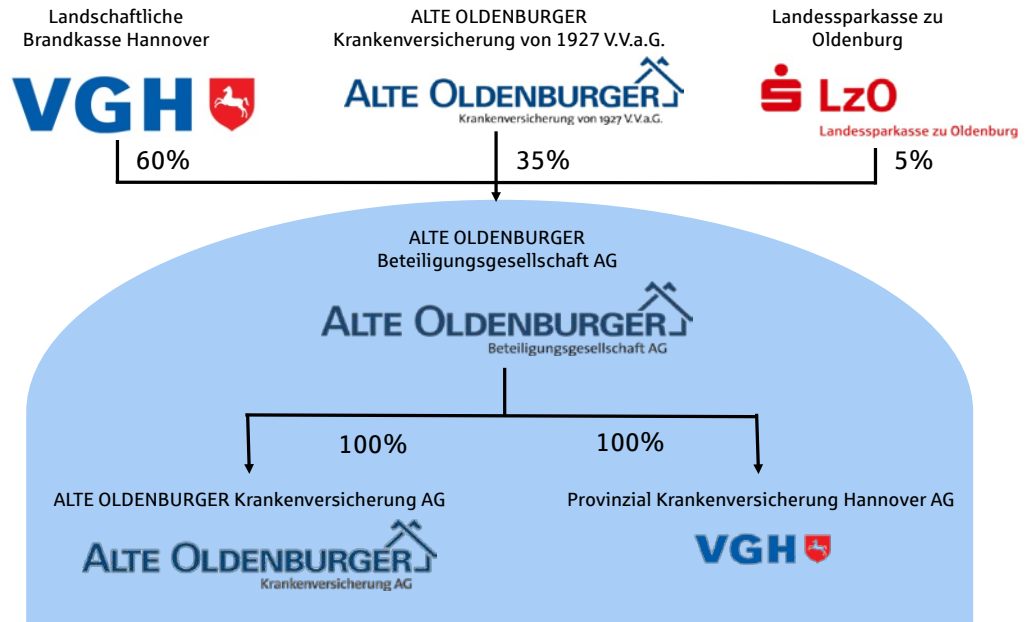 Landschaftliche
Brandkasse Hannover
VGH
60%
ALTE OLDENBURGER
Krankenversicherung von 1927 V.V.a.G.
ALTE OLDENBURGER
Krankenversicherung von 1927 V.V.a.G.
35%
Landessparkasse zu
Oldenburg
LzO
Landessparkasse zu Oldenburg
5%
ALTE OLDENBURGER
Beteiligungsgesellschaft AG
ALTE OLDENBURGER
Beteiligungsgesellschaft AG
100%
100%
ALTE OLDENBURGER Krankenversicherung AG
ALTE OLDENBURGER
Krankenversicherung AG
Provinzial Krankenversicherung Hannover AG
VGH